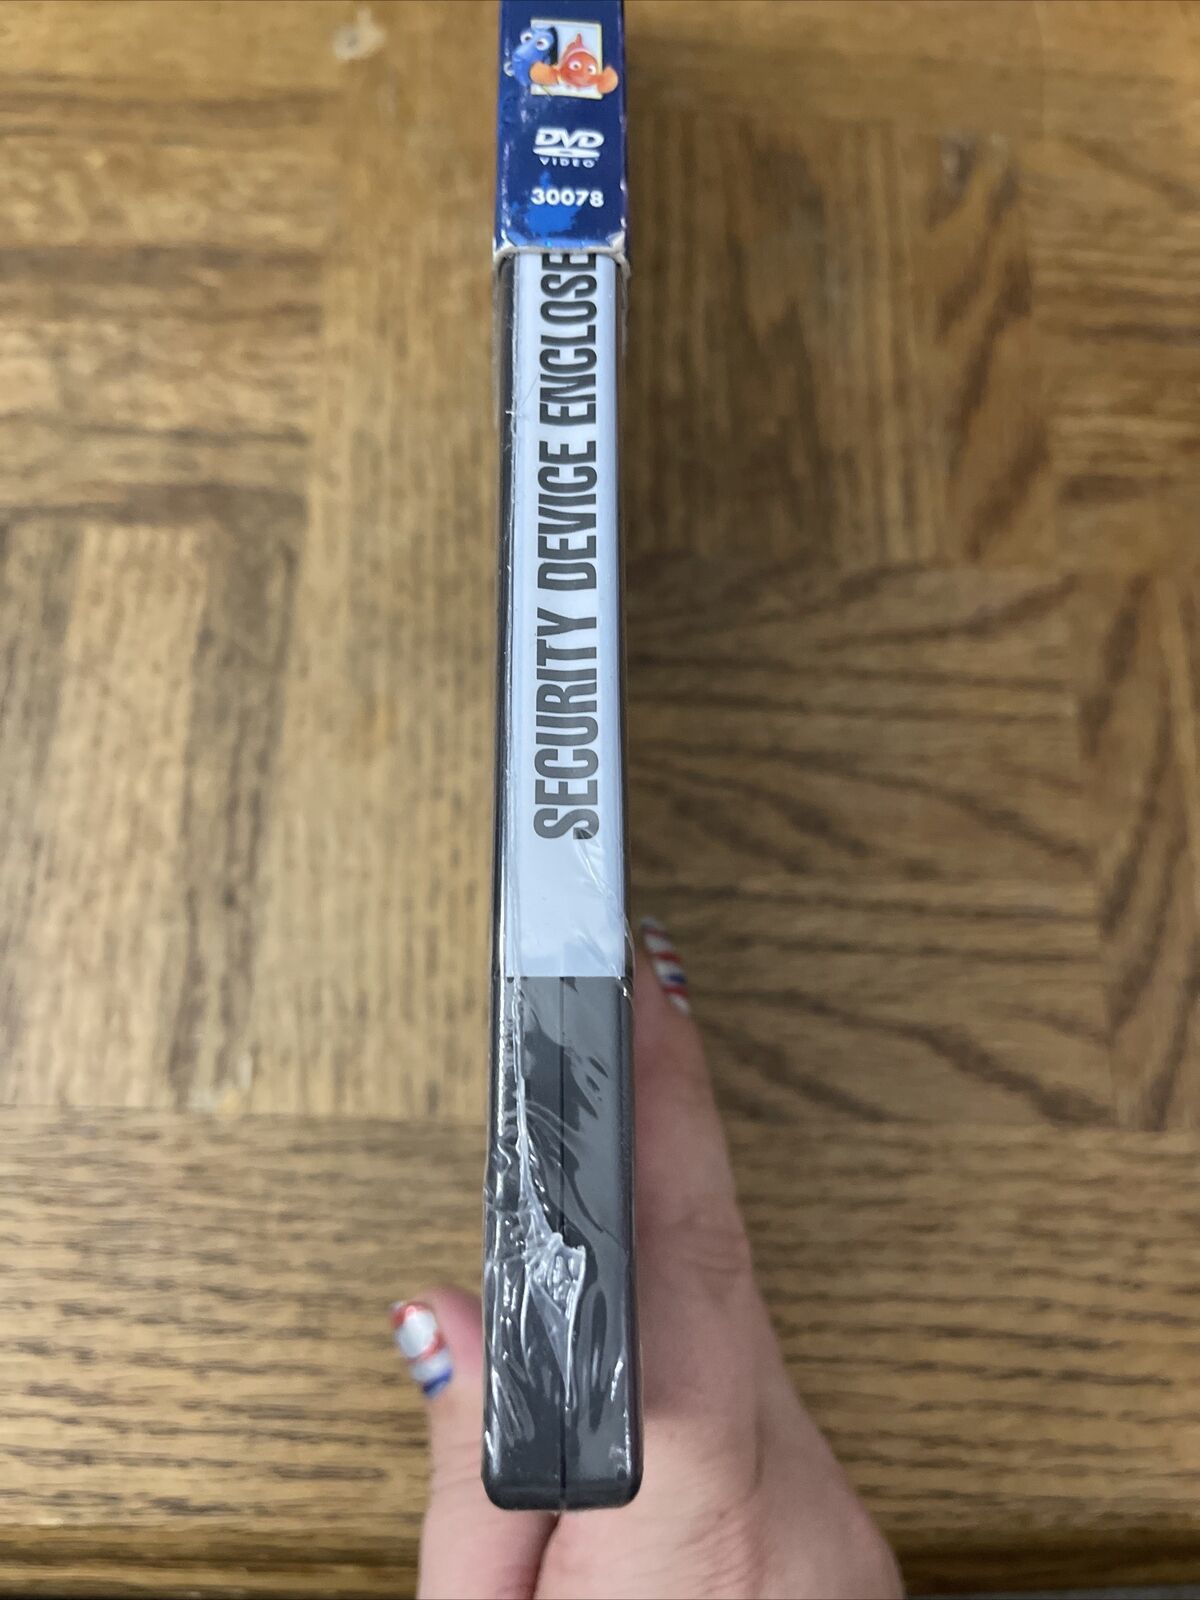 DVD
VIDEO
30078
SECURITY DEVICE ENCLOSE